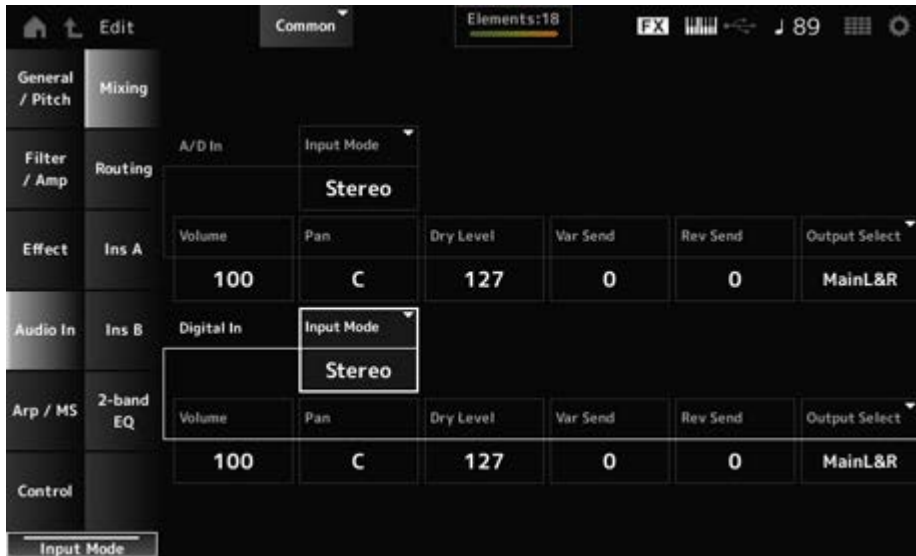 Edit
Common
Elements:18
FX
♩ 89
General / Pitch
Mixing
A/D In
Input Mode
Stereo
Filter / Amp
Routing
Volume
Pan
Dry Level
Var Send
Rev Send
Output Select
100
C
127
0
0
MainL&R
Effect
Ins A
Audio In
Ins B
Digital In
Input Mode
Stereo
Arp / MS
2-band EQ
Volume
Pan
Dry Level
Var Send
Rev Send
Output Select
100
C
127
0
0
MainL&R
Control
Input Mode